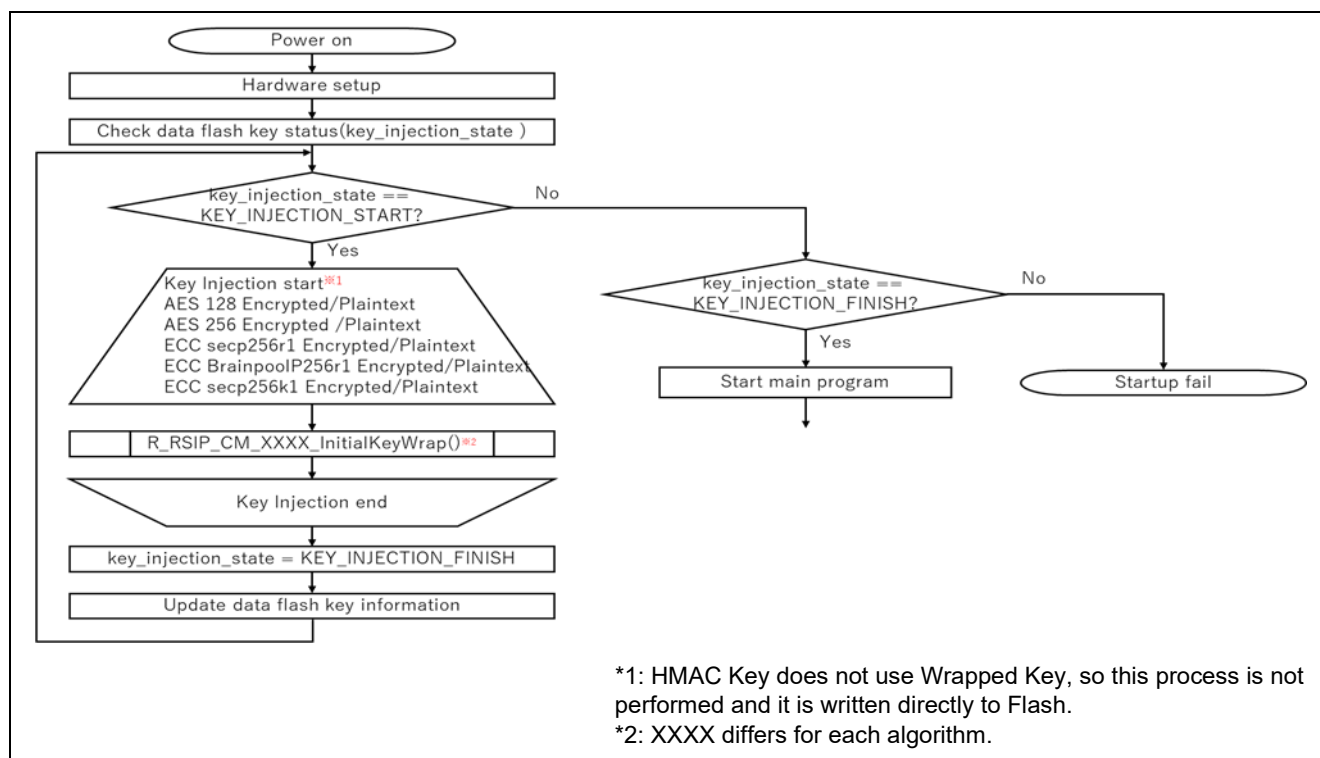 Power on
Hardware setup
Check data flash key status(key_injection_state )
key_injection_state ==
KEY_INJECTION_START?
No
Yes
Key Injection start※1
AES 128 Encrypted/Plaintext
AES 256 Encrypted /Plaintext
ECC secp256r1 Encrypted/Plaintext
ECC BrainpoolP256r1 Encrypted/Plaintext
ECC secp256k1 Encrypted/Plaintext
R_RSIP_CM_XXXX_InitialKeyWrap()※2
Key Injection end
key_injection_state = KEY_INJECTION_FINISH
Update data flash key information
key_injection_state ==
KEY_INJECTION_FINISH?
No
Yes
Start main program
Startup fail
*1: HMAC Key does not use Wrapped Key, so this process is not
performed and it is written directly to Flash.
*2: XXXX differs for each algorithm.